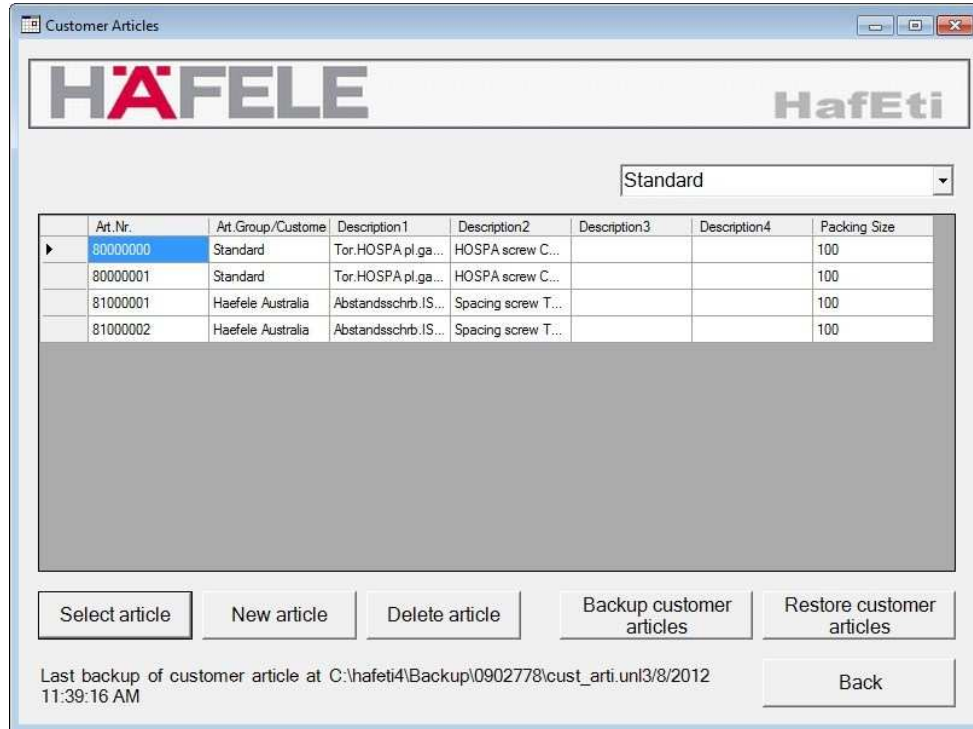 Customer Articles
HÄFELE
HafEti
Standard
Art.Nr. Art.Group/Custome Description1 Description2 Description3 Description4 Packing Size
80000000 Standard Tor.HOSPA pl.ga... HOSPA screw C... 100
80000001 Standard Tor.HOSPA pl.ga... HOSPA screw C... 100
81000001 Haefele Australia Abstandsschrb.IS... Spacing screw T... 100
81000002 Haefele Australia Abstandsschrb.IS... Spacing screw T... 100
Select article New article Delete article Backup customer articles Restore customer articles
Last backup of customer article at C:\hafeti4\Backup\0902778\cust_arti.unl3/8/2012
11:39:16 AM
Back